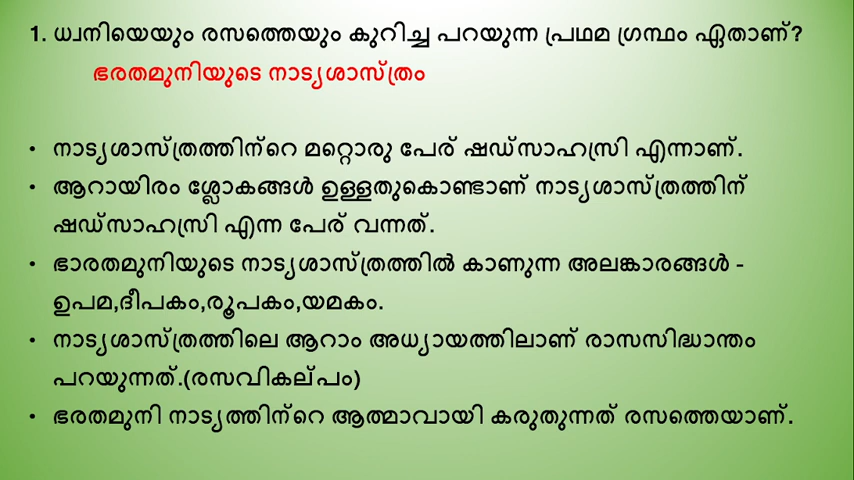 1. ധ്വനിയെയും രസത്തെയും കുറിച്ച പറയുന്ന പ്രഥമ ഗ്രന്ഥം ഏതാണ്?
ഭരതമുനിയുടെ നാട്യശാസ്ത്രം
• നാട്യശാസ്ത്രത്തിന്റെ മറ്റൊരു പേര് ഷഡ്സാഹസ്രി എന്നാണ്.
• ആറായിരം ശ്ലോകങ്ങൾ ഉള്ളതുകൊണ്ടാണ് നാട്യശാസ്ത്രത്തിന്
ഷഡ്സാഹസ്രി എന്ന പേര് വന്നത്.
• ഭാരതമുനിയുടെ നാട്യശാസ്ത്രത്തിൽ കാണുന്ന അലങ്കാരങ്ങൾ -
ഉപമ,ദീപകം,രൂപകം,യമകം.
• നാട്യശാസ്ത്രത്തിലെ ആറാം അധ്യായത്തിലാണ് രാസസിദ്ധാന്തം
പറയുന്നത്.(രസവികല്പം)
• ഭരതമുനി നാട്യത്തിന്റെ ആത്മാവായി കരുതുന്നത് രസത്തെയാണ്.